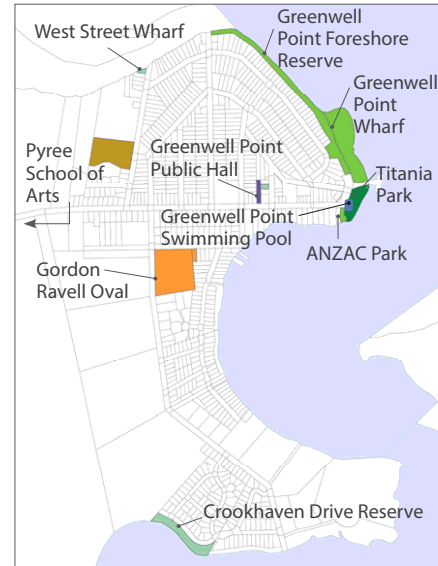 West Street Wharf
Greenwell
Point Foreshore
Reserve
Greenwell
Point
Wharf
Pyree
School of
Arts
Greenwell Point
Public Hall
Titania
Park
Greenwell Point
Swimming Pool
ANZAC Park
Gordon
Ravell Oval
Crookhaven Drive Reserve